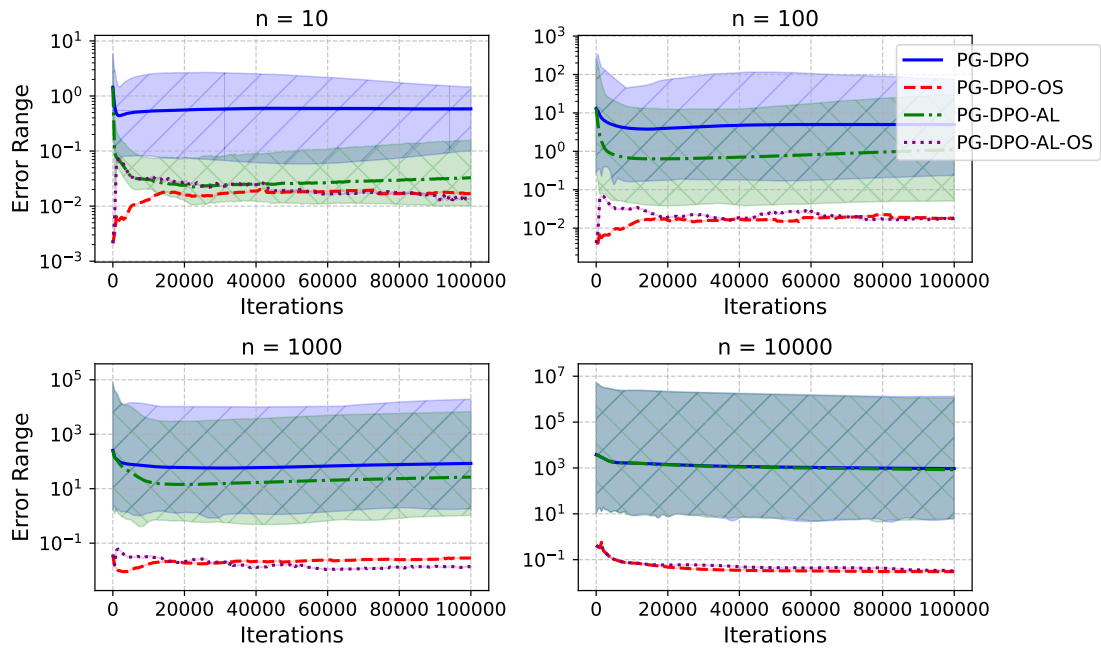 n = 10
10^1
10^0
10^-1
10^-2
10^-3
Error Range
0 20000 40000 60000 80000 100000
Iterations
n = 100
10^3
10^2
10^1
10^0
10^-1
10^-2
0 20000 40000 60000 80000 100000
Iterations
PG-DPO
PG-DPO-OS
PG-DPO-AL
PG-DPO-AL-OS
n = 1000
10^5
10^3
10^1
10^-1
Error Range
0 20000 40000 60000 80000 100000
Iterations
n = 10000
10^7
10^5
10^3
10^1
10^-1
0 20000 40000 60000 80000 100000
Iterations